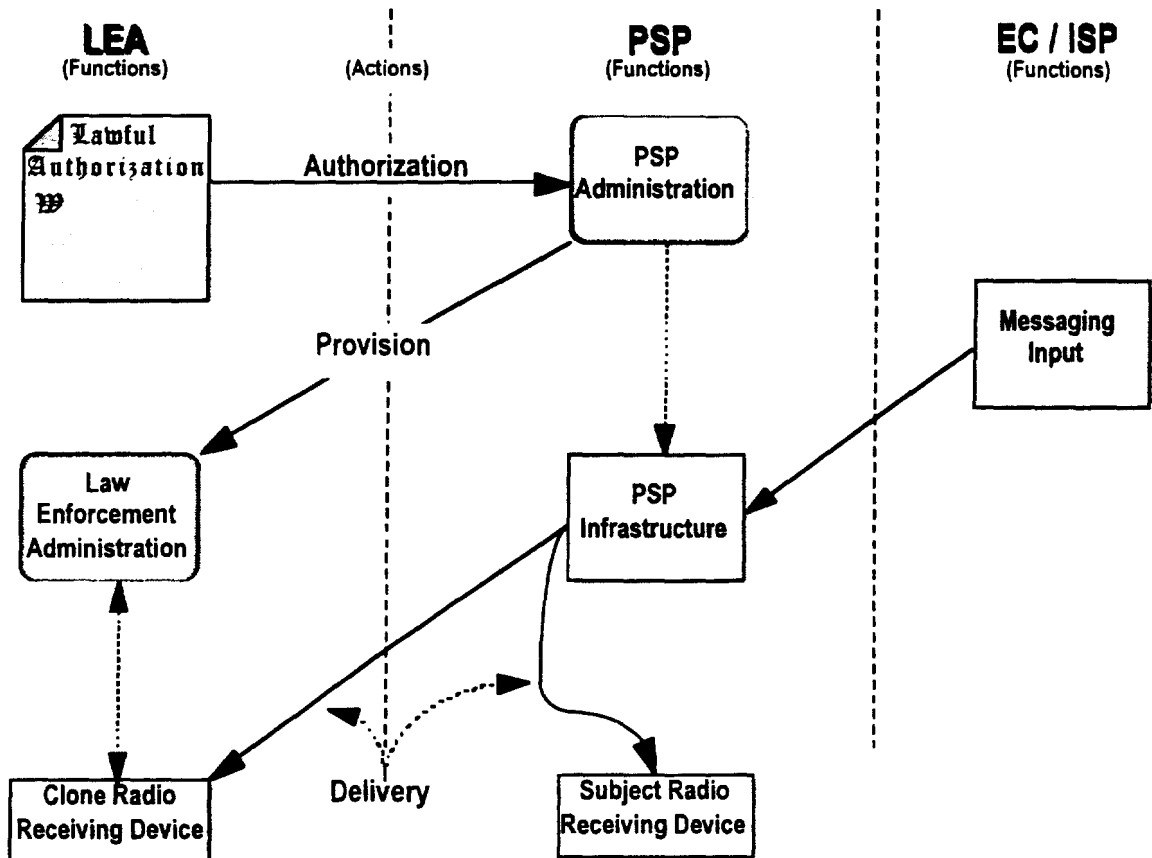 LEA
(Functions)
(Actions)
PSP
(Functions)
EC / ISP
(Functions)
Lawful
Authorization
W
Authorization
PSP
Administration
Provision
Messaging
Input
Law
Enforcement
Administration
PSP
Infrastructure
Delivery
Clone Radio
Receiving Device
Subject Radio
Receiving Device